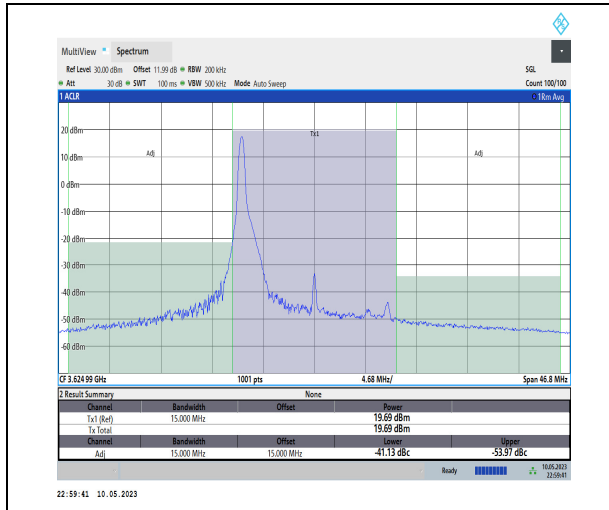 MultiView Spectrum
Ref Level 30.00 dBm Offset 11.99 dB RBW 200 kHz SGL
Att 30 dB SWT 100 ms VBW 500 kHz Mode Auto Sweep Count 100/100
1 ACLR 1Rm Avg
20 dBm
Tx1
10 dBm Adj Adj
0 dBm
-10 dBm
-20 dBm
-30 dBm
-40 dBm
-50 dBm
-60 dBm
CF 3.624 99 GHz 1001 pts 4.68 MHz/ Span 46.8 MHz
2 Result Summary None
Channel Bandwidth Offset Power
Tx1 (Ref) 15.000 MHz 19.69 dBm
Tx Total 19.69 dBm
Channel Bandwidth Offset Lower Upper
Adj 15.000 MHz 15.000 MHz -41.13 dBc -53.97 dBc
Ready 10.05.2023
22:59:41
22:59:41 10.05.2023